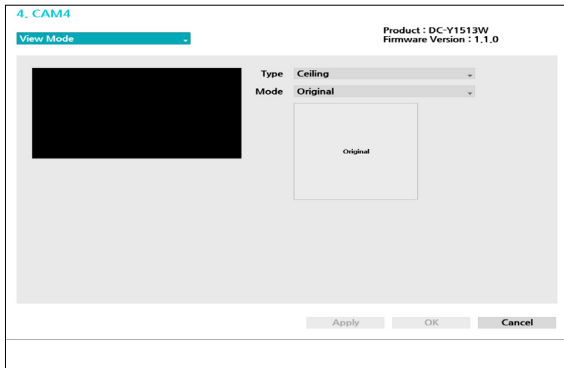 4. CAM4
Product : DC-Y1513W
View Mode
Firmware Version : 1.1.0
Type Ceiling
Mode Original
Original
Apply OK Cancel